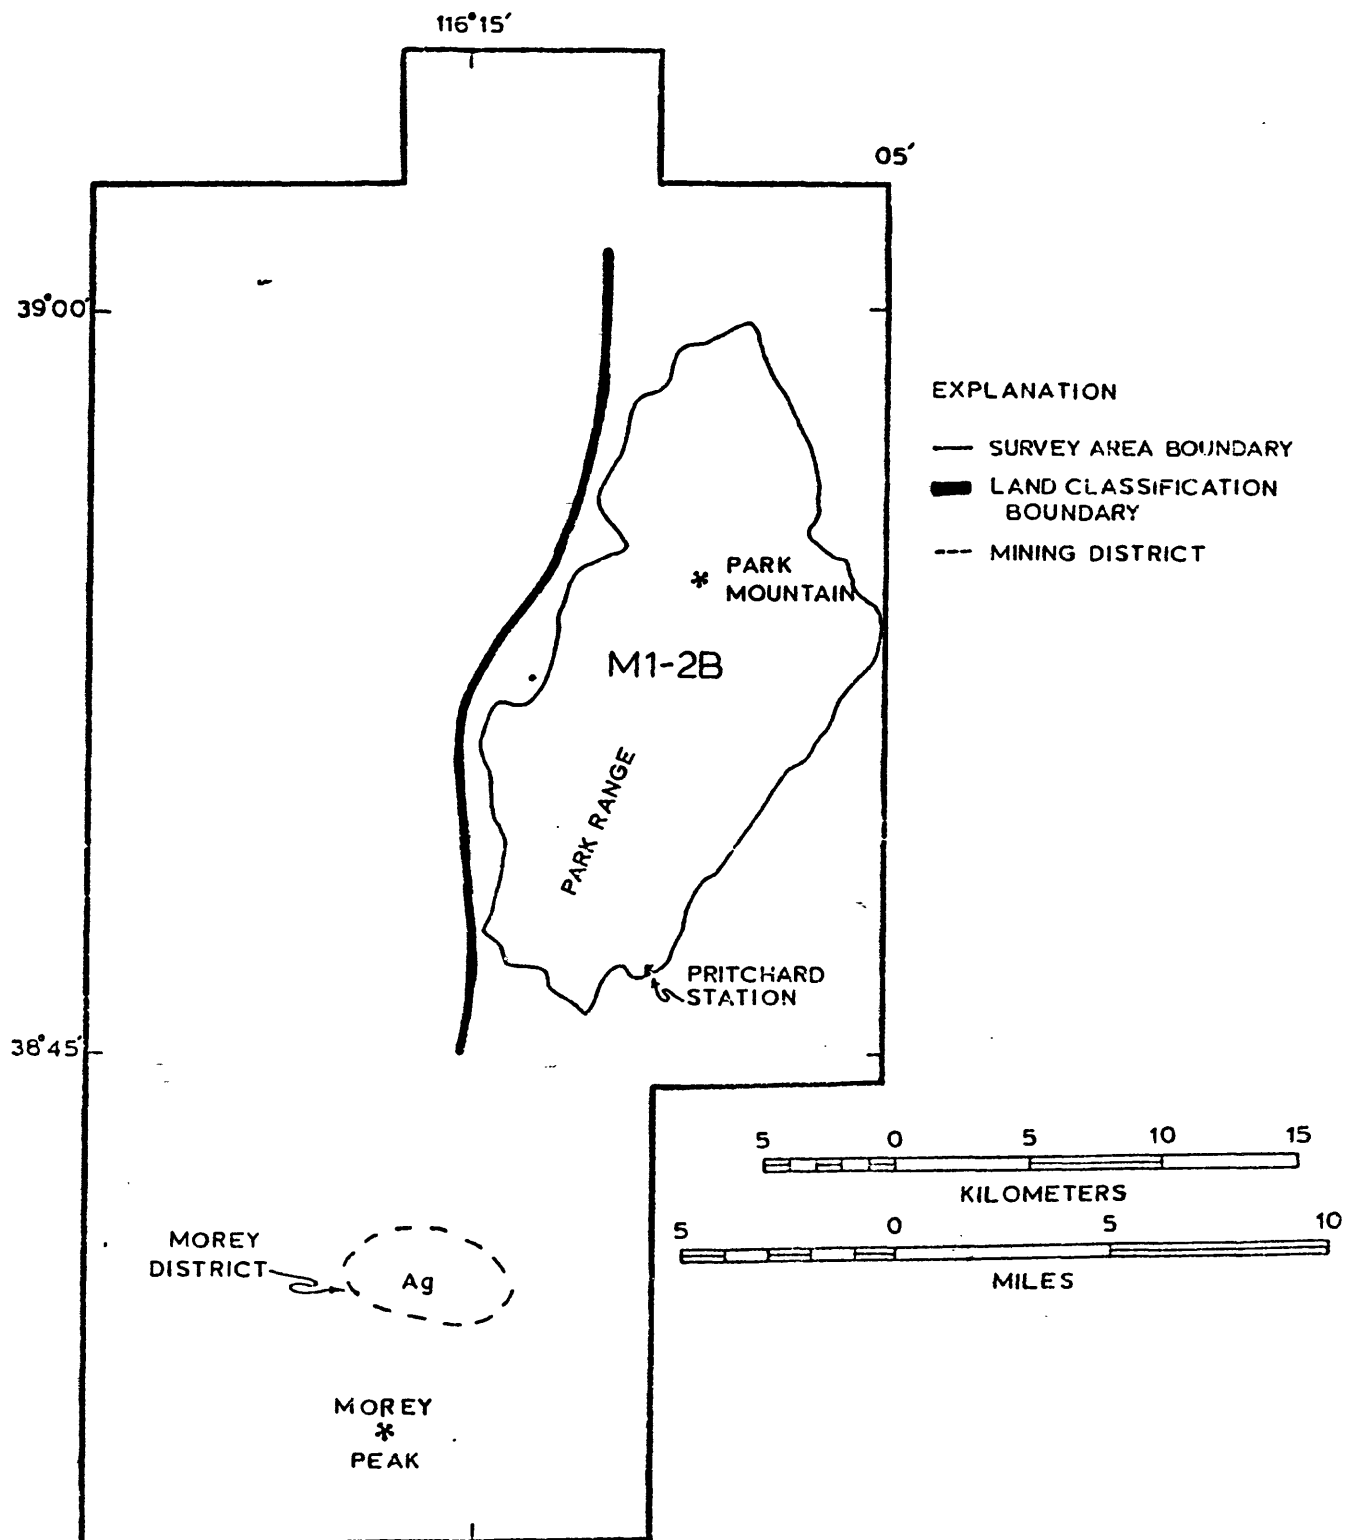 116°15'
05'
39°00'
EXPLANATION
SURVEY AREA BOUNDARY
LAND CLASSIFICATION
BOUNDARY
MINING DISTRICT
PARK
MOUNTAIN
M1-2B
PARK RANGE
PRITCHARD
STATION
38°45'
5 0 5 10 15
KILOMETERS
5 0 5 10
MILES
MOREY
DISTRICT
Ag
MOREY
PEAK